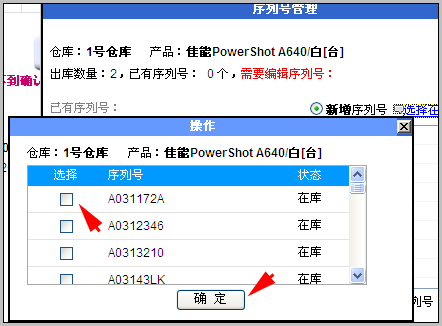 序列号管理
仓库：1号仓库 产品：佳能PowerShot A640/白[台]
出库数量：2，已有序列号： 0个，需要编辑序列号：
不到确认
已有序列号： 新增序列号 选择在
操作
仓库：1号仓库 产品：佳能PowerShot A640/白[台]
选择 序列号 状态
A031172A 在库
A0312346 在库
A0313210 在库
A03143LK 在库
确 定
列号